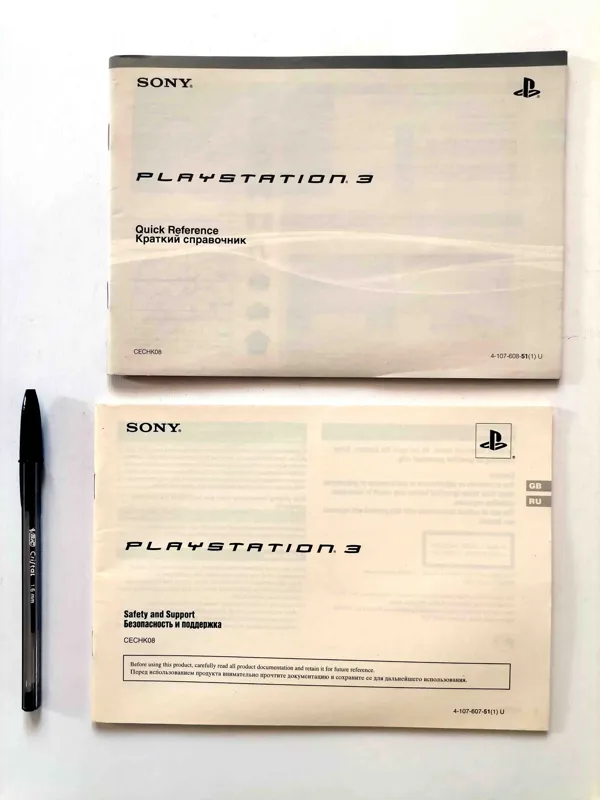 SONY®
PLAYSTATION® 3
Quick Reference
Краткий справочник
CECHK08
4-107-608-51(1) U
SONY®
GB
RU
PLAYSTATION® 3
Safety and Support
Безопасность и поддержка
CECHK08
Before using this product, carefully read all product documentation and retain it for future reference.
Перед использованием продукта внимательно прочтите документацию и сохраните ее для дальнейшего использования.
4-107-607-51(1) U
BIC Cristal 1.6 mm